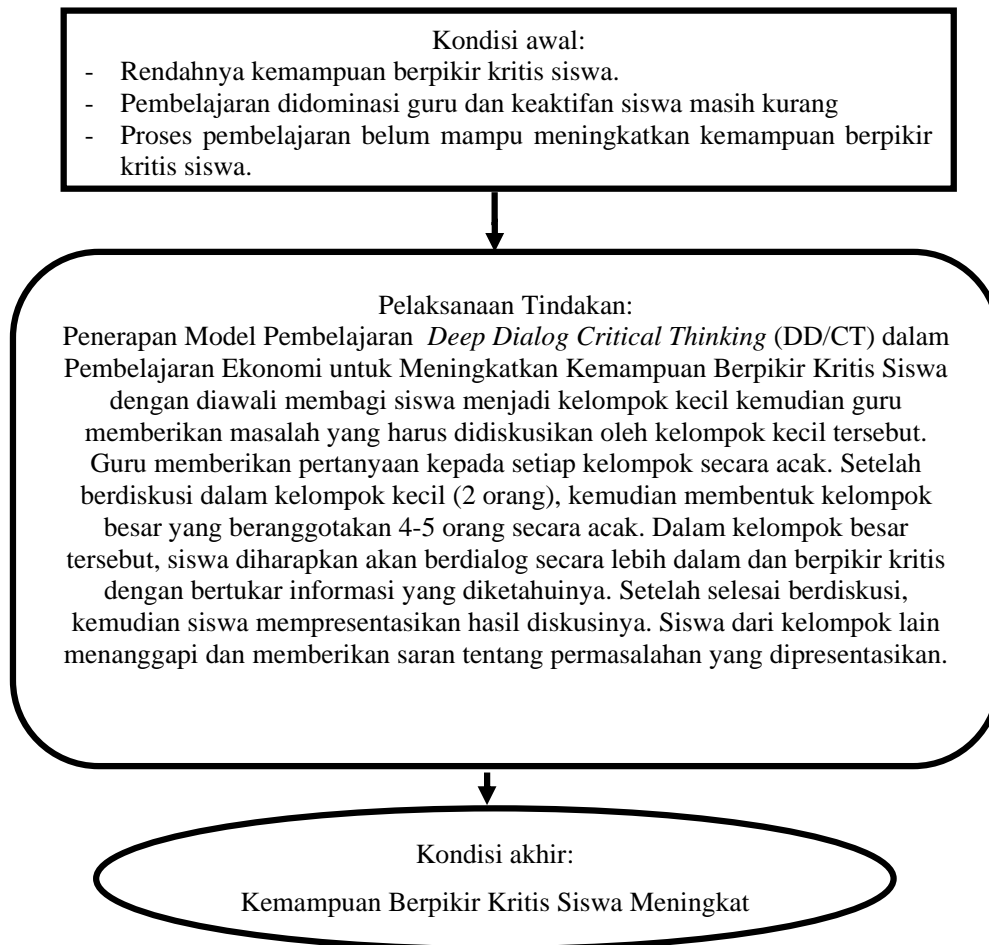 Kondisi awal:
- Rendahnya kemampuan berpikir kritis siswa.
- Pembelajaran didominasi guru dan keaktifan siswa masih kurang
- Proses pembelajaran belum mampu meningkatkan kemampuan berpikir
kritis siswa.
Pelaksanaan Tindakan:
Penerapan Model Pembelajaran Deep Dialog Critical Thinking (DD/CT) dalam
Pembelajaran Ekonomi untuk Meningkatkan Kemampuan Berpikir Kritis Siswa
dengan diawali membagi siswa menjadi kelompok kecil kemudian guru
memberikan masalah yang harus didiskusikan oleh kelompok kecil tersebut.
Guru memberikan pertanyaan kepada setiap kelompok secara acak. Setelah
berdiskusi dalam kelompok kecil (2 orang), kemudian membentuk kelompok
besar yang beranggotakan 4-5 orang secara acak. Dalam kelompok besar
tersebut, siswa diharapkan akan berdialog secara lebih dalam dan berpikir kritis
dengan bertukar informasi yang diketahuinya. Setelah selesai berdiskusi,
kemudian siswa mempresentasikan hasil diskusinya. Siswa dari kelompok lain
menanggapi dan memberikan saran tentang permasalahan yang dipresentasikan.
Kondisi akhir:
Kemampuan Berpikir Kritis Siswa Meningkat